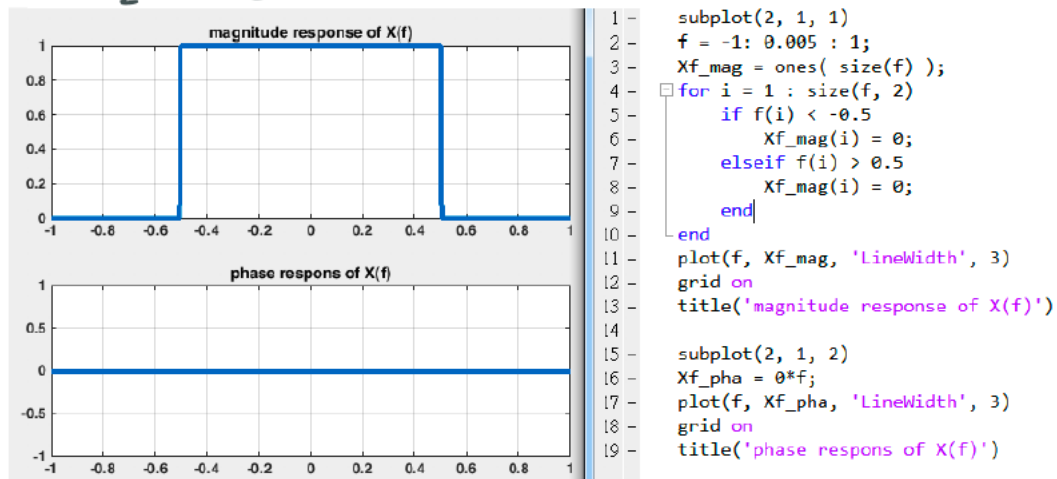 magnitude response of X(f)
1
0.8
0.6
0.4
0.2
0
-1 -0.8 -0.6 -0.4 -0.2 0 0.2 0.4 0.6 0.8 1
phase respons of X(f)
1
0.5
0
-0.5
-1
-1 -0.8 -0.6 -0.4 -0.2 0 0.2 0.4 0.6 0.8 1
1 - subplot(2, 1, 1)
2 - f = -1: 0.005 : 1;
3 - Xf_mag = ones( size(f) );
4 - for i = 1 : size(f, 2)
5 - if f(i) < -0.5
6 - Xf_mag(i) = 0;
7 - elseif f(i) > 0.5
8 - Xf_mag(i) = 0;
9 - end
10 - end
11 - plot(f, Xf_mag, 'LineWidth', 3)
12 - grid on
13 - title('magnitude response of X(f)')
14
15 - subplot(2, 1, 2)
16 - Xf_pha = 0*f;
17 - plot(f, Xf_pha, 'LineWidth', 3)
18 - grid on
19 - title('phase respons of X(f)')